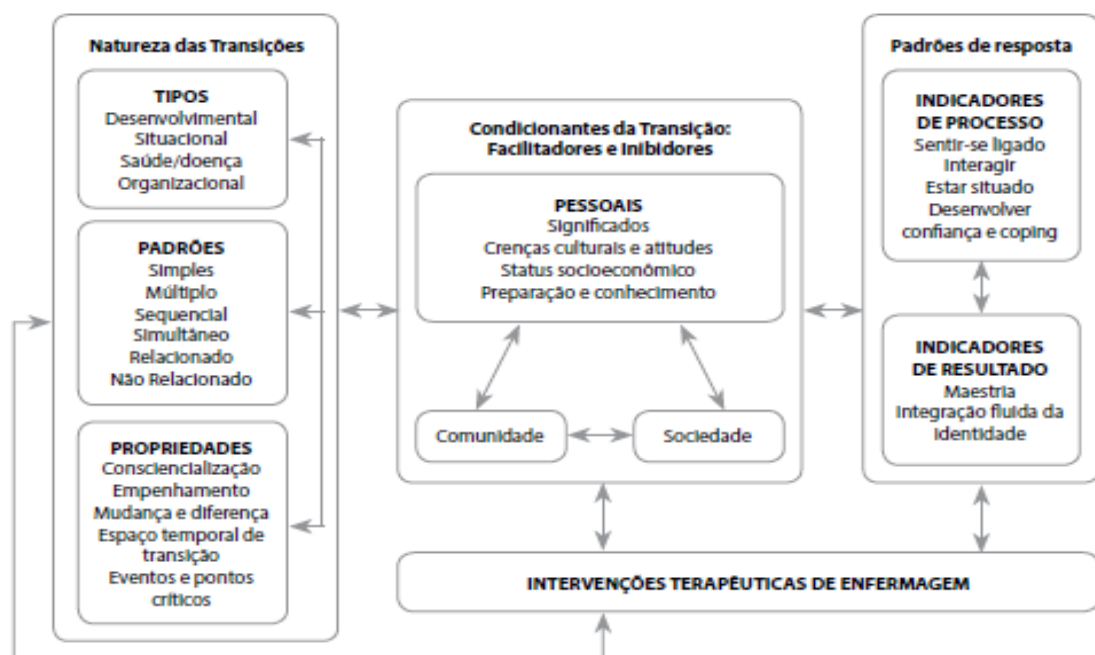 Natureza das Transições
TIPOS
Desenvolvimental
Situacional
Saúde/doença
Organizacional
PADRÕES
Simples
Múltiplo
Sequencial
Simultâneo
Relacionado
Não Relacionado
PROPRIEDADES
Consciencialização
Empenhamento
Mudança e diferença
Espaço temporal de
transição
Eventos e pontos
críticos
Condicionantes da Transição:
Facilitadores e Inibidores
PESSOAIS
Significados
Crenças culturais e atitudes
Status socioeconômico
Preparação e conhecimento
Comunidade
Sociedade
Padrões de resposta
INDICADORES
DE PROCESSO
Sentir-se ligado
Interagir
Estar situado
Desenvolver
confiança e coping
INDICADORES
DE RESULTADO
Maestria
Integração fluida da
identidade
INTERVENÇÕES TERAPÊUTICAS DE ENFERMAGEM